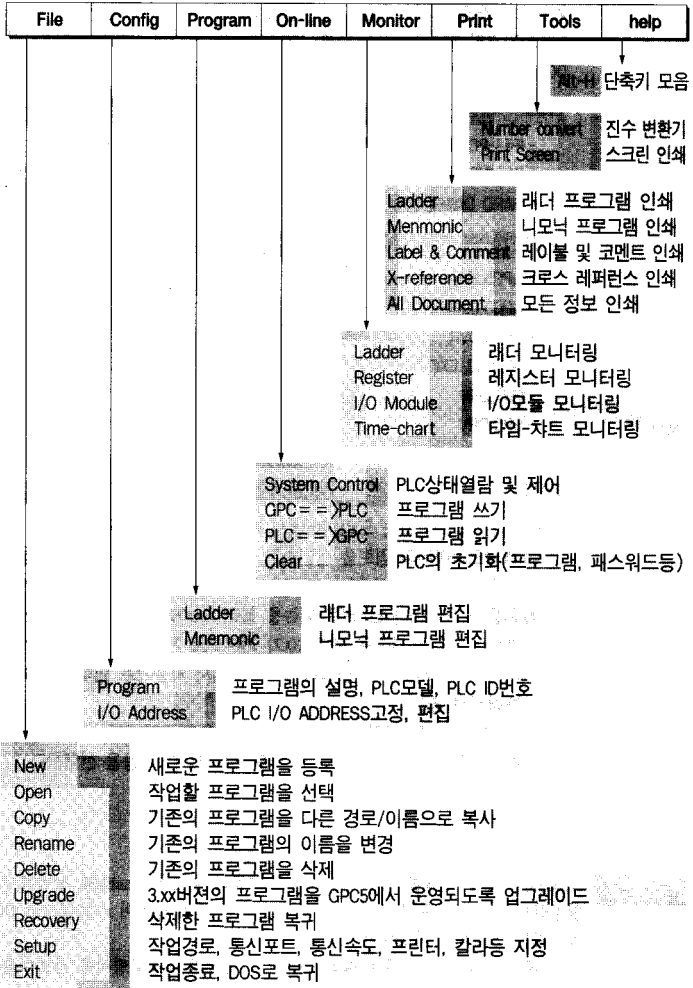 File Config Program On-line Monitor Print Tools help
Alt-H 단축키 모음
Number convert 진수 변환기
Print Screen 스크린 인쇄
Ladder 래더 프로그램 인쇄
Menmonic 니모닉 프로그램 인쇄
Label & Comment 레이불 및 코멘트 인쇄
X-reference 크로스 레퍼런스 인쇄
All Document 모든 정보 인쇄
Ladder 래더 모니터링
Register 레지스터 모니터링
I/O Module I/O모듈 모니터링
Time-chart 타임-차트 모니터링
System Control PLC상태열람 및 제어
GPC==>PLC 프로그램 쓰기
PLC==>GPC 프로그램 읽기
Clear PLC의 초기화(프로그램, 패스워드등)
Ladder 래더 프로그램 편집
Mnemonic 니모닉 프로그램 편집
Program 프로그램의 설명, PLC모델, PLC ID번호
I/O Address PLC I/O ADDRESS고정, 편집
New 새로운 프로그램을 등록
Open 작업할 프로그램을 선택
Copy 기존의 프로그램을 다른 경로/이름으로 복사
Rename 기존의 프로그램의 이름을 변경
Delete 기존의 프로그램을 삭제
Upgrade 3.xx버젼의 프로그램을 GPC5에서 운영되도록 업그레이드
Recovery 삭제한 프로그램 복귀
Setup 작업경로, 통신포트, 통신속도, 프린터, 칼라등 지정
Exit 작업종료, DOS로 복귀